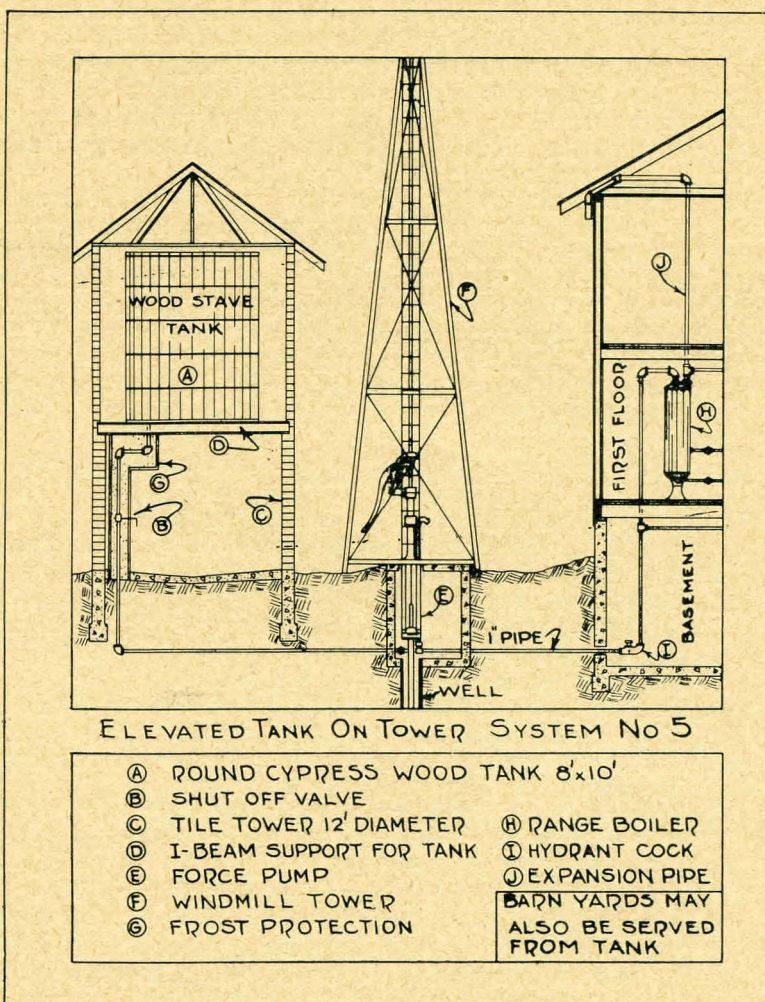 WOOD STAVE
TANK
Ⓐ
Ⓓ
Ⓖ
Ⓑ
Ⓒ
Ⓕ
Ⓔ
1" PIPE
WELL
Ⓙ
FIRST FLOOR
Ⓗ
BASEMENT
Ⓘ
ELEVATED TANK ON TOWER SYSTEM No 5
Ⓐ ROUND CYPRESS WOOD TANK 8'x10'
Ⓑ SHUT OFF VALVE
Ⓒ TILE TOWER 12' DIAMETER
Ⓓ I-BEAM SUPPORT FOR TANK
Ⓔ FORCE PUMP
Ⓕ WINDMILL TOWER
Ⓖ FROST PROTECTION
Ⓗ RANGE BOILER
Ⓘ HYDRANT COCK
Ⓙ EXPANSION PIPE
BARN YARDS MAY
ALSO BE SERVED
FROM TANK